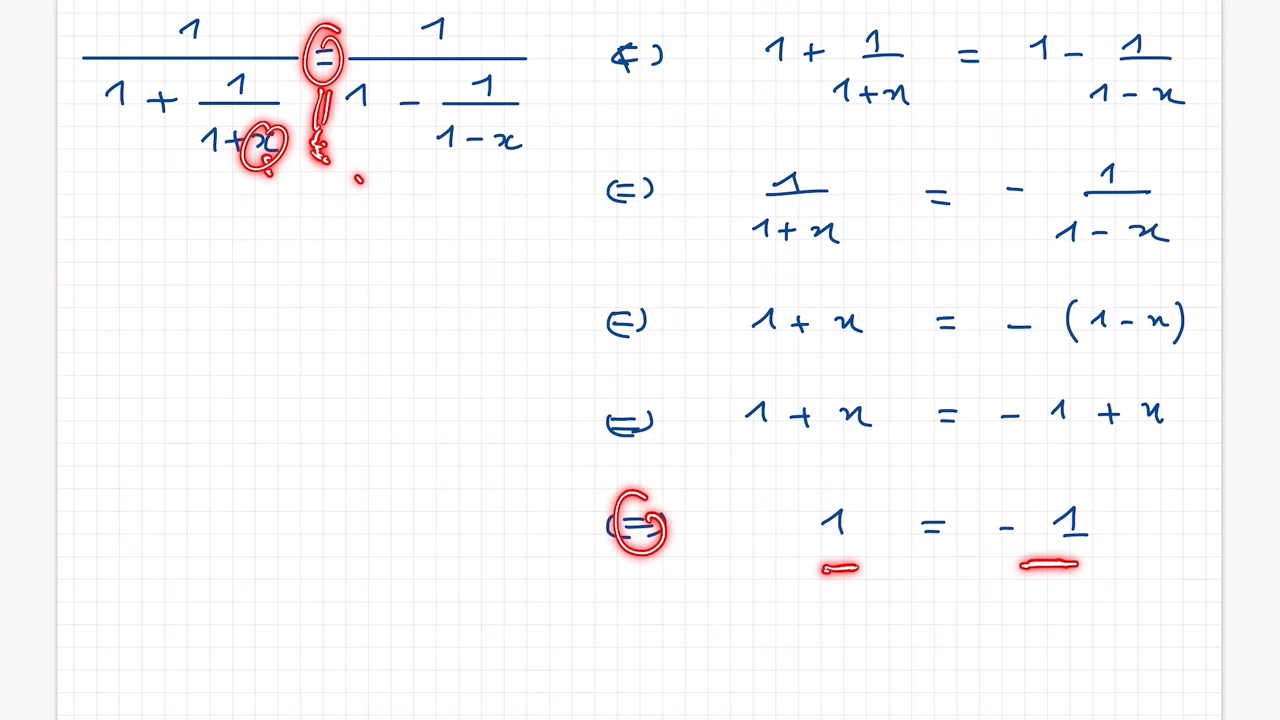 1/(1 + 1/(1+x)) = 1/(1 - 1/(1-x)) ⇔ 1 + 1/(1+x) = 1 - 1/(1-x)
⇔ 1/(1+x) = - 1/(1-x)
⇔ 1 + x = - (1 - x)
⇔ 1 + x = - 1 + x
⇔ 1 = - 1